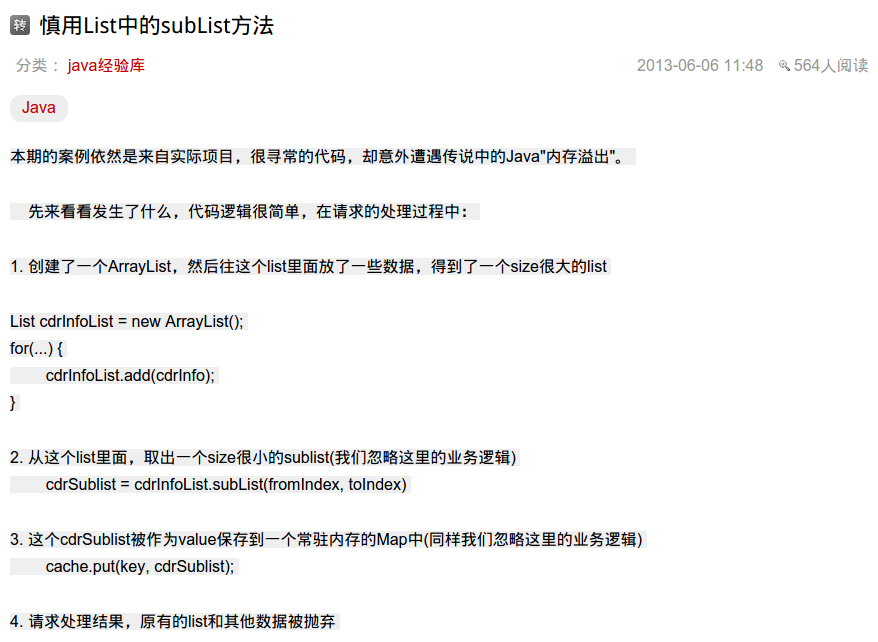 转 慎用List中的subList方法
分类： java经验库 2013-06-06 11:48 564人阅读
Java
本期的案例依然是来自实际项目，很寻常的代码，却意外遭遇传说中的Java"内存溢出"。
先来看看发生了什么，代码逻辑很简单，在请求的处理过程中：
1. 创建了一个ArrayList，然后往这个list里面放了一些数据，得到了一个size很大的list
List cdrInfoList = new ArrayList();
for(...) {
cdrInfoList.add(cdrInfo);
}
2. 从这个list里面，取出一个size很小的sublist(我们忽略这里的业务逻辑)
cdrSublist = cdrInfoList.subList(fromIndex, toIndex)
3. 这个cdrSublist被作为value保存到一个常驻内存的Map中(同样我们忽略这里的业务逻辑)
cache.put(key, cdrSublist);
4. 请求处理结果，原有的list和其他数据被抛弃